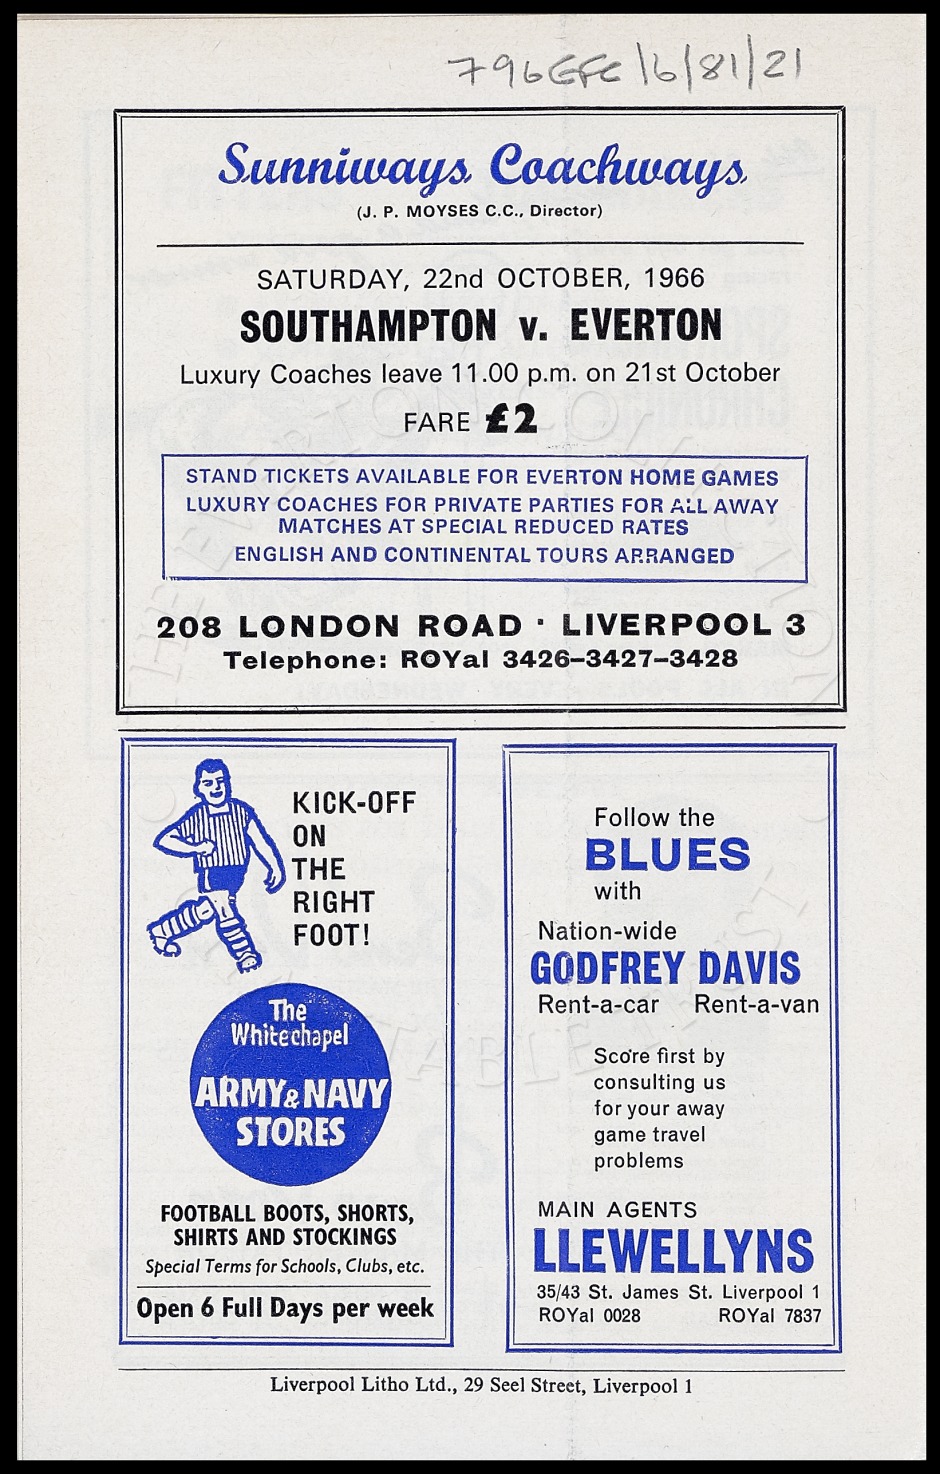 796EFC/6/81/21
Sunniways Coachways
(J. P. MOYSES C.C., Director)
SATURDAY, 22nd OCTOBER, 1966
SOUTHAMPTON v. EVERTON
Luxury Coaches leave 11.00 p.m. on 21st October
FARE £2
STAND TICKETS AVAILABLE FOR EVERTON HOME GAMES
LUXURY COACHES FOR PRIVATE PARTIES FOR ALL AWAY
MATCHES AT SPECIAL REDUCED RATES
ENGLISH AND CONTINENTAL TOURS ARRANGED
208 LONDON ROAD · LIVERPOOL 3
Telephone: ROYal 3426–3427–3428
KICK-OFF
ON
THE
RIGHT
FOOT!
The
Whitechapel
ARMY & NAVY
STORES
FOOTBALL BOOTS, SHORTS,
SHIRTS AND STOCKINGS
Special Terms for Schools, Clubs, etc.
Open 6 Full Days per week
Follow the
BLUES
with
Nation-wide
GODFREY DAVIS
Rent-a-car Rent-a-van
Score first by
consulting us
for your away
game travel
problems
MAIN AGENTS
LLEWELLYNS
35/43 St. James St. Liverpool 1
ROYal 0028 ROYal 7837
Liverpool Litho Ltd., 29 Seel Street, Liverpool 1